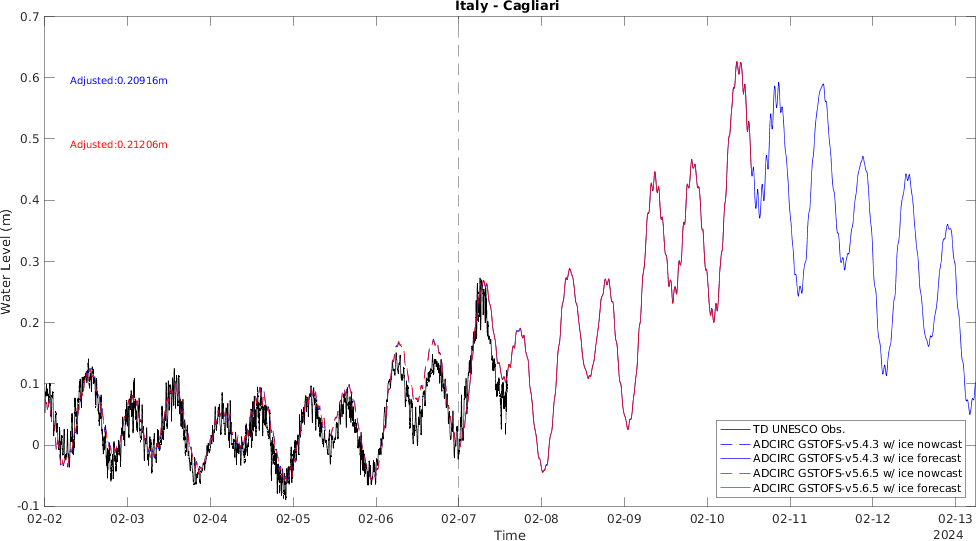 Italy - Cagliari
0.7
0.6
0.5
0.4
0.3
0.2
0.1
0
-0.1
Water Level (m)
Adjusted:0.20916m
Adjusted:0.21206m
TD UNESCO Obs.
ADCIRC GSTOFS-v5.4.3 w/ ice nowcast
ADCIRC GSTOFS-v5.4.3 w/ ice forecast
ADCIRC GSTOFS-v5.6.5 w/ ice nowcast
ADCIRC GSTOFS-v5.6.5 w/ ice forecast
02-02 02-03 02-04 02-05 02-06 02-07 02-08 02-09 02-10 02-11 02-12 02-13
Time
2024